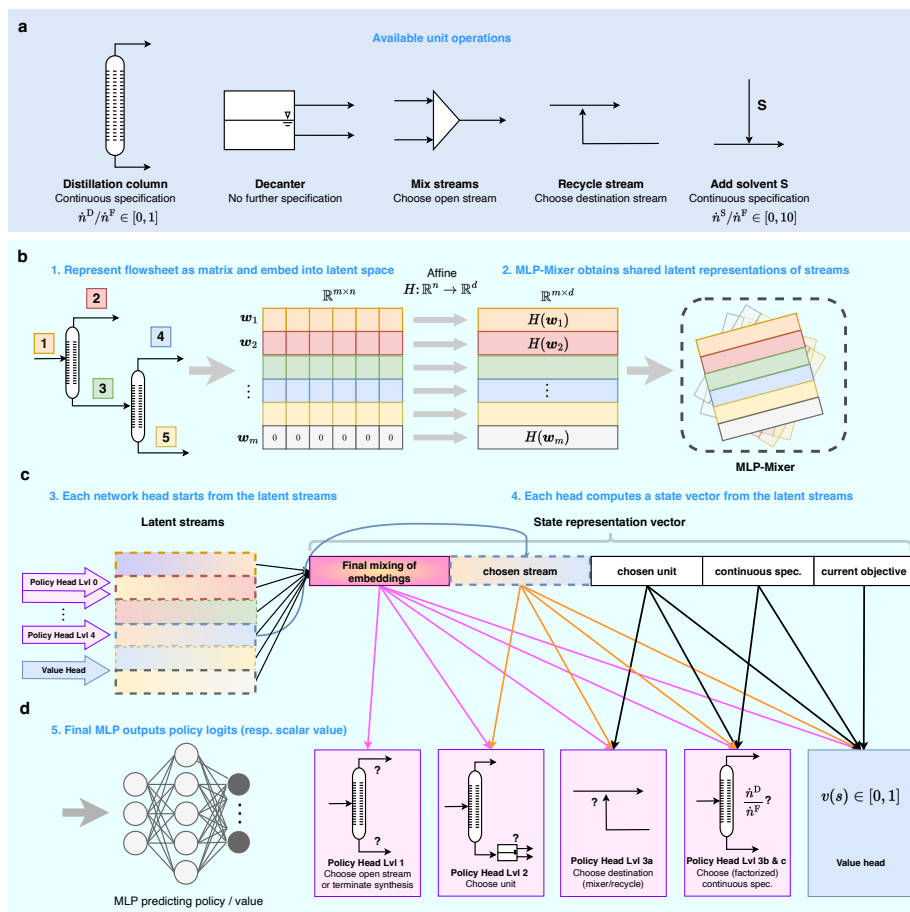 a
Available unit operations
S
Distillation column
Continuous specification
ṅᴰ/ṅꟳ ∈ [0, 1]
Decanter
No further specification
Mix streams
Choose open stream
Recycle stream
Choose destination stream
Add solvent S
Continuous specification
ṅˢ/ṅꟳ ∈ [0, 10]
b
1. Represent flowsheet as matrix and embed into latent space
2. MLP-Mixer obtains shared latent representations of streams
1
2
3
4
5
ℝ^{m×n}
Affine
H: ℝⁿ → ℝᵈ
ℝ^{m×d}
w₁
w₂
⋮
wₘ
0 0 0 0 0 0
H(w₁)
H(w₂)
⋮
H(wₘ)
MLP-Mixer
c
3. Each network head starts from the latent streams
4. Each head computes a state vector from the latent streams
Latent streams
State representation vector
Policy Head Lvl 0
⋮
Policy Head Lvl 4
Value Head
Final mixing of
embeddings
chosen stream
chosen unit
continuous spec.
current objective
d
5. Final MLP outputs policy logits (resp. scalar value)
MLP predicting policy / value
?
?
Policy Head Lvl 1
Choose open stream
or terminate synthesis
?
Policy Head Lvl 2
Choose unit
?
Policy Head Lvl 3a
Choose destination
(mixer/recycle)
ṅᴰ/ṅꟳ ?
Policy Head Lvl 3b & c
Choose (factorized)
continuous spec.
v(s) ∈ [0, 1]
Value head